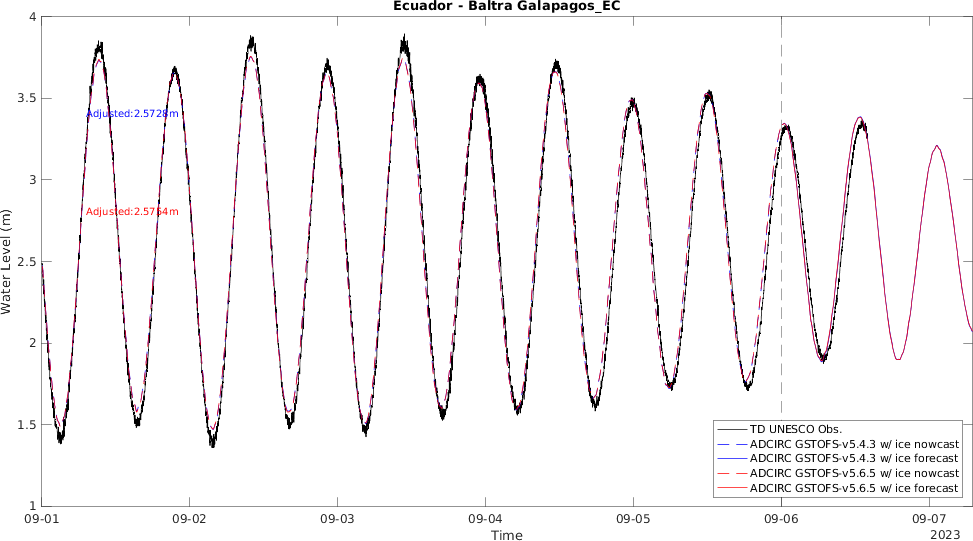 Ecuador - Baltra Galapagos_EC
4
3.5
3
2.5
2
1.5
1
Water Level (m)
Adjusted:2.5728m
Adjusted:2.5764m
TD UNESCO Obs.
ADCIRC GSTOFS-v5.4.3 w/ ice nowcast
ADCIRC GSTOFS-v5.4.3 w/ ice forecast
ADCIRC GSTOFS-v5.6.5 w/ ice nowcast
ADCIRC GSTOFS-v5.6.5 w/ ice forecast
09-01 09-02 09-03 09-04 09-05 09-06 09-07
Time
2023